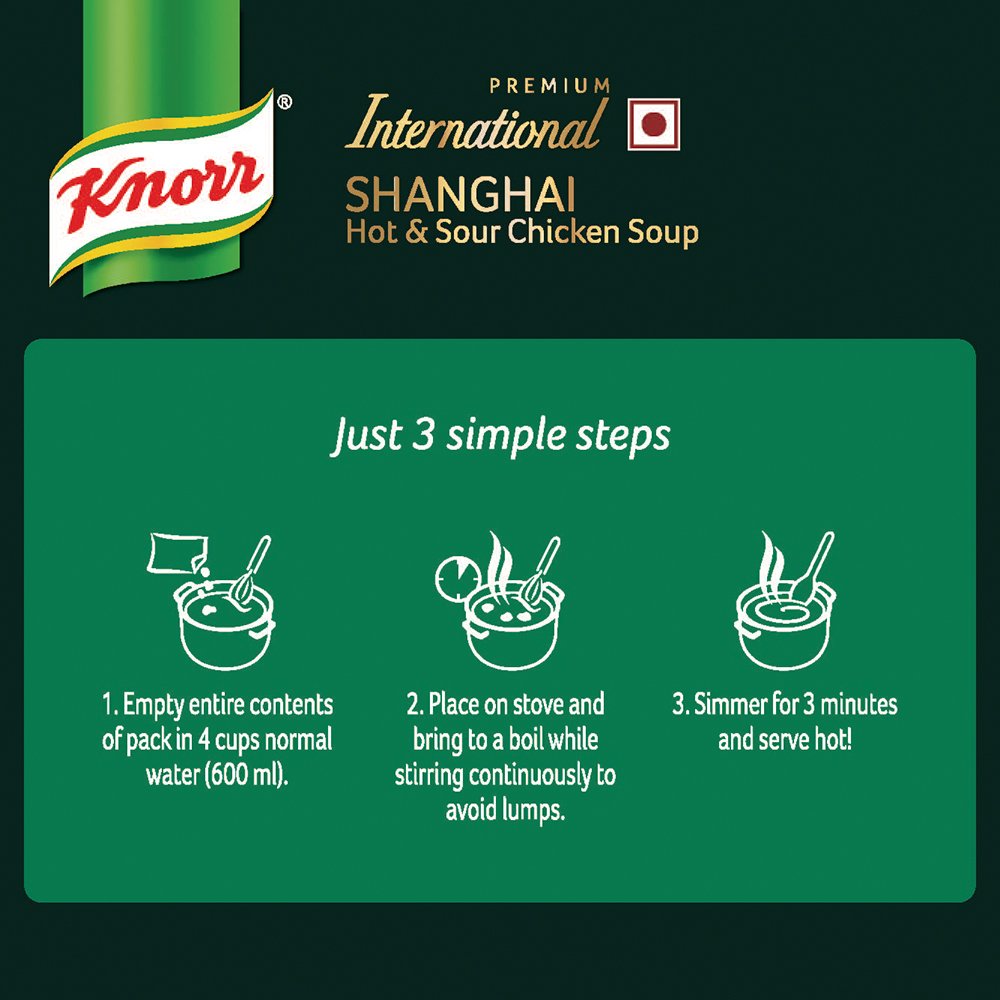 Knorr®
PREMIUM
International
SHANGHAI
Hot & Sour Chicken Soup
Just 3 simple steps
1. Empty entire contents
of pack in 4 cups normal
water (600 ml).
2. Place on stove and
bring to a boil while
stirring continuously to
avoid lumps.
3. Simmer for 3 minutes
and serve hot!